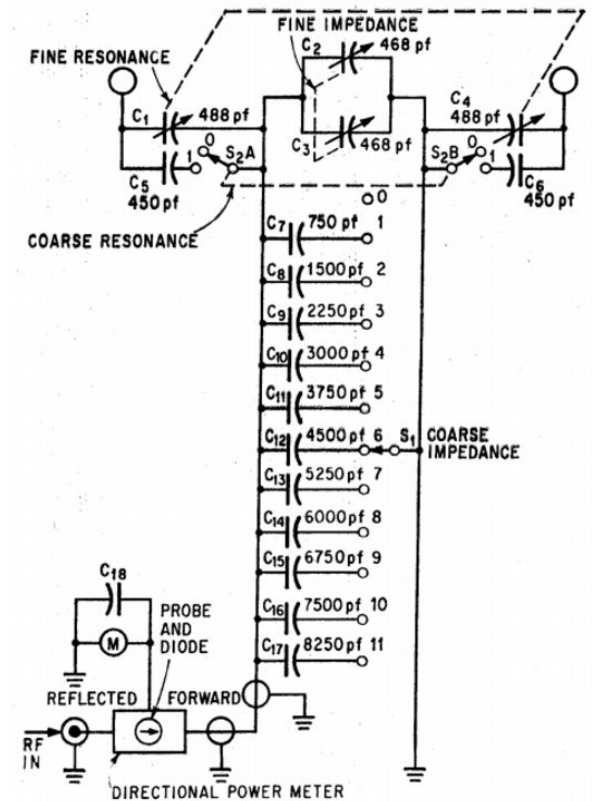 FINE IMPEDANCE
C2 468 pf
FINE RESONANCE
C1 488 pf
C4
488 pf
C3 468 pf
0
S2A
1
C5
450 pf
S2B
0
1
C6
450 pf
COARSE RESONANCE
0
C7 750 pf 1
C8 1500 pf 2
C9 2250 pf 3
C10 3000 pf 4
C11 3750 pf 5
C12 4500 pf 6 S1 COARSE
IMPEDANCE
C13 5250 pf 7
C14 6000 pf 8
C15 6750 pf 9
C16 7500 pf 10
C17 8250 pf 11
C18
M
PROBE
AND
DIODE
REFLECTED FORWARD
RF
IN
DIRECTIONAL POWER METER